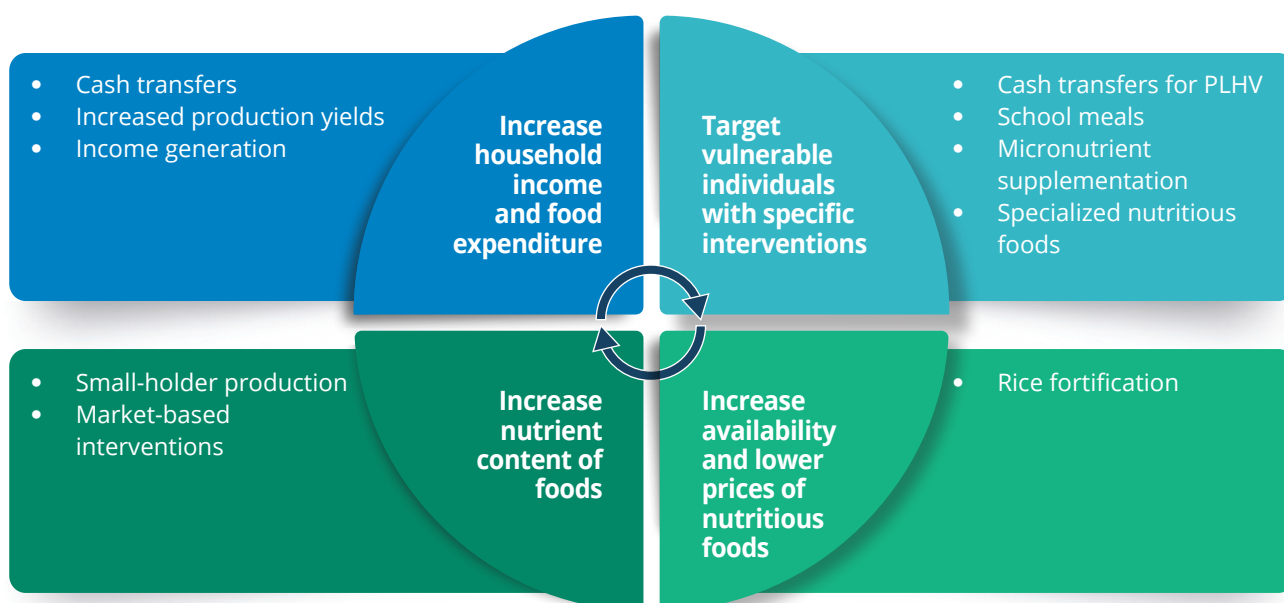 • Cash transfers
• Increased production yields
• Income generation
Increase
household
income
and food
expenditure
Target
vulnerable
individuals
with specific
interventions
• Cash transfers for PLHV
• School meals
• Micronutrient
supplementation
• Specialized nutritious
foods
• Small-holder production
• Market-based
interventions
Increase
nutrient
content of
foods
Increase
availability
and lower
prices of
nutritious
foods
• Rice fortification